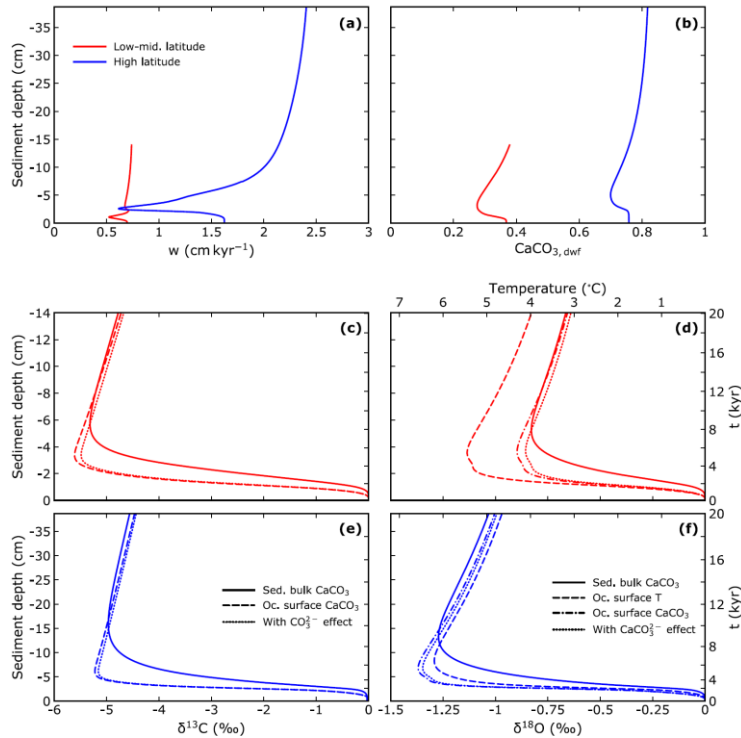 (a)
(b)
Low-mid. latitude
High latitude
Sediment depth (cm)
-35
-30
-25
-20
-15
-10
-5
0
0 0.5 1 1.5 2 2.5 3
w (cm kyr⁻¹)
0 0.2 0.4 0.6 0.8 1
CaCO₃, dwf
Temperature (°C)
7 6 5 4 3 2 1
(c)
(d)
Sediment depth (cm)
-14
-12
-10
-8
-6
-4
-2
0
20
16
12
8
4
2
0
t (kyr)
(e)
(f)
Sediment depth (cm)
-35
-30
-25
-20
-15
-10
-5
0
Sed. bulk CaCO₃
Oc. surface CaCO₃
With CO₃²⁻ effect
Sed. bulk CaCO₃
Oc. surface T
Oc. surface CaCO₃
With CaCO₃²⁻ effect
20
16
12
8
4
2
0
t (kyr)
-6 -5 -4 -3 -2 -1 0
δ¹³C (‰)
-1.5 -1.25 -1 -0.75 -0.5 -0.25 0
δ¹⁸O (‰)